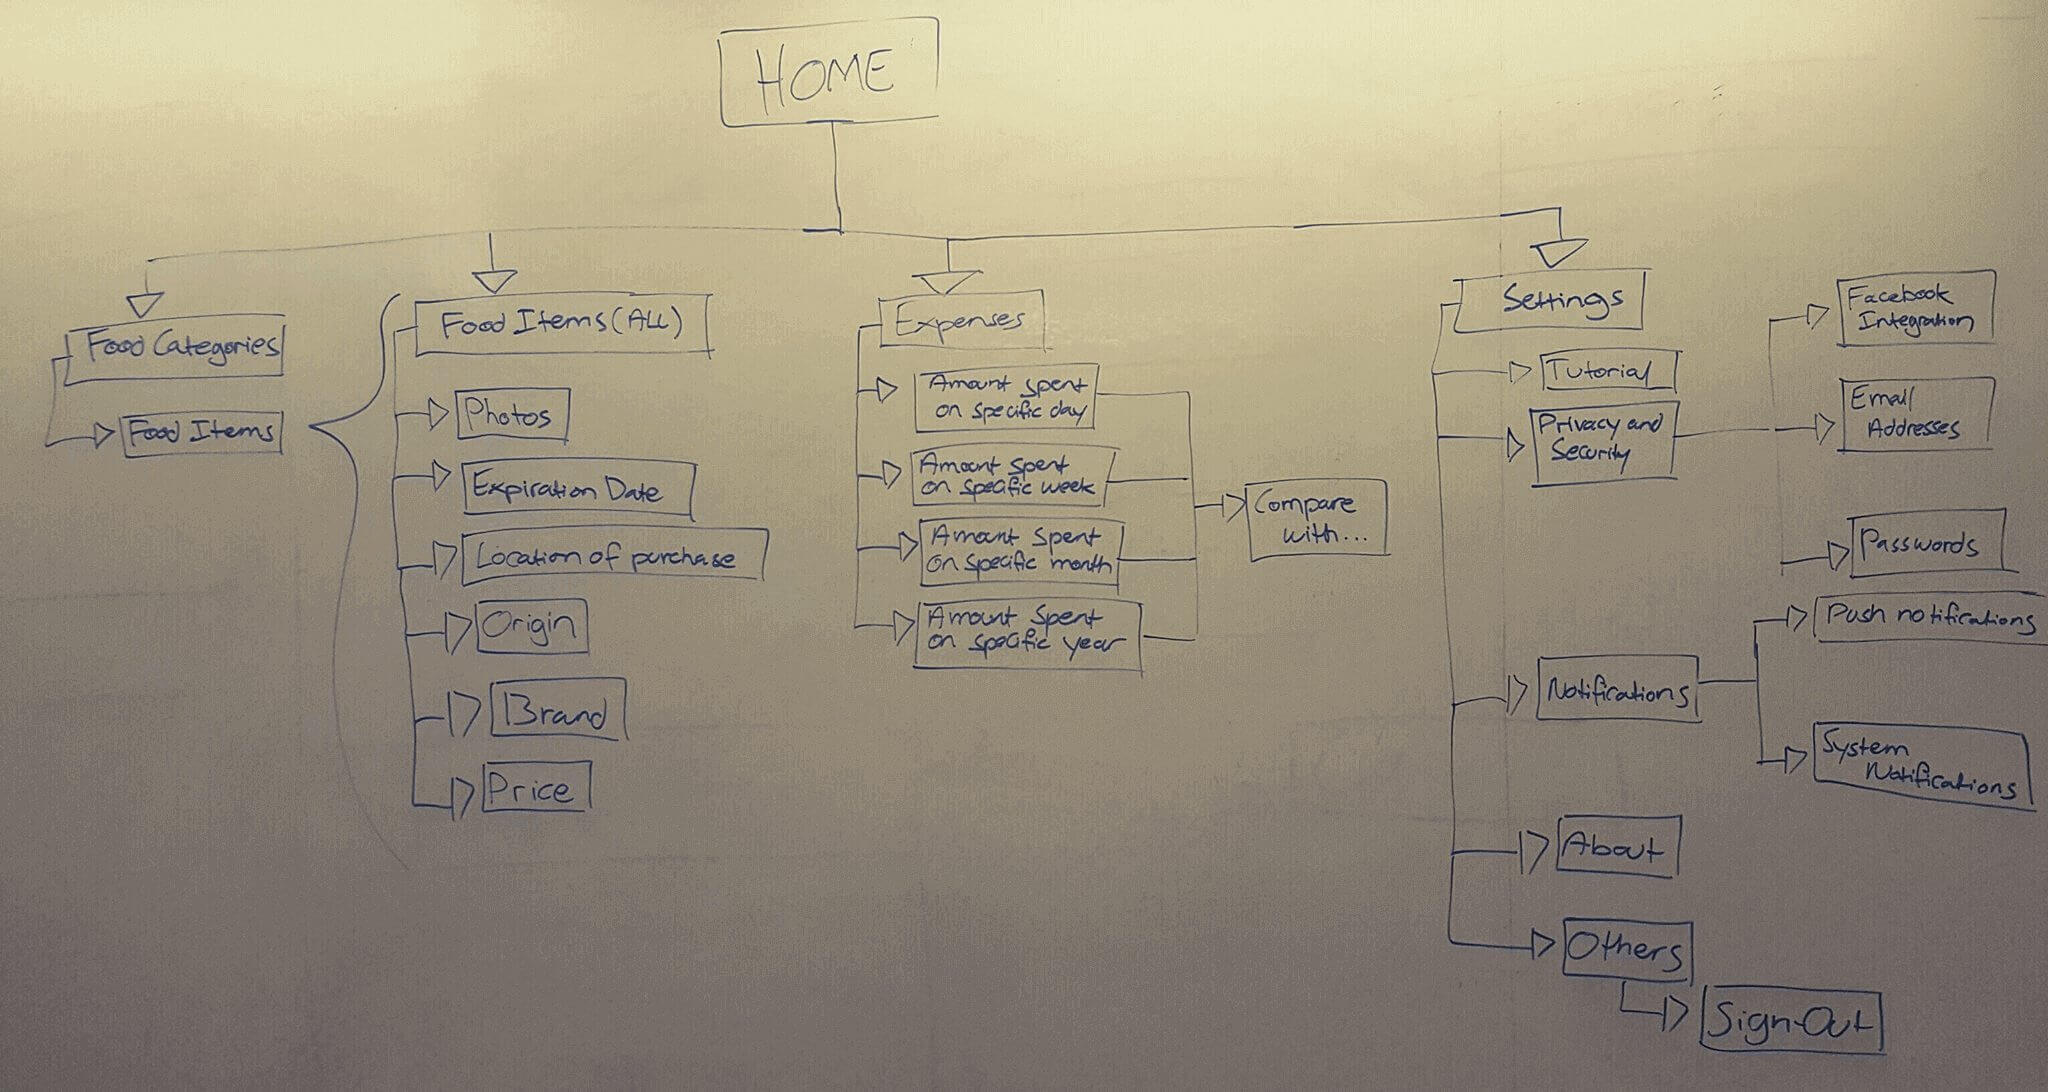 HOME
Food Categories
Food Items
Food Items (ALL)
Photos
Expiration Date
Location of purchase
Origin
Brand
Price
Expenses
Amount spent
on specific day
Amount spent
on specific week
Amount spent
on specific month
Amount Spent
on specific year
Compare
with...
Settings
Tutorial
Privacy and
Security
Facebook
Integration
Email
Addresses
Passwords
Notifications
Push notifications
System
Notifications
About
Others
Sign-Out